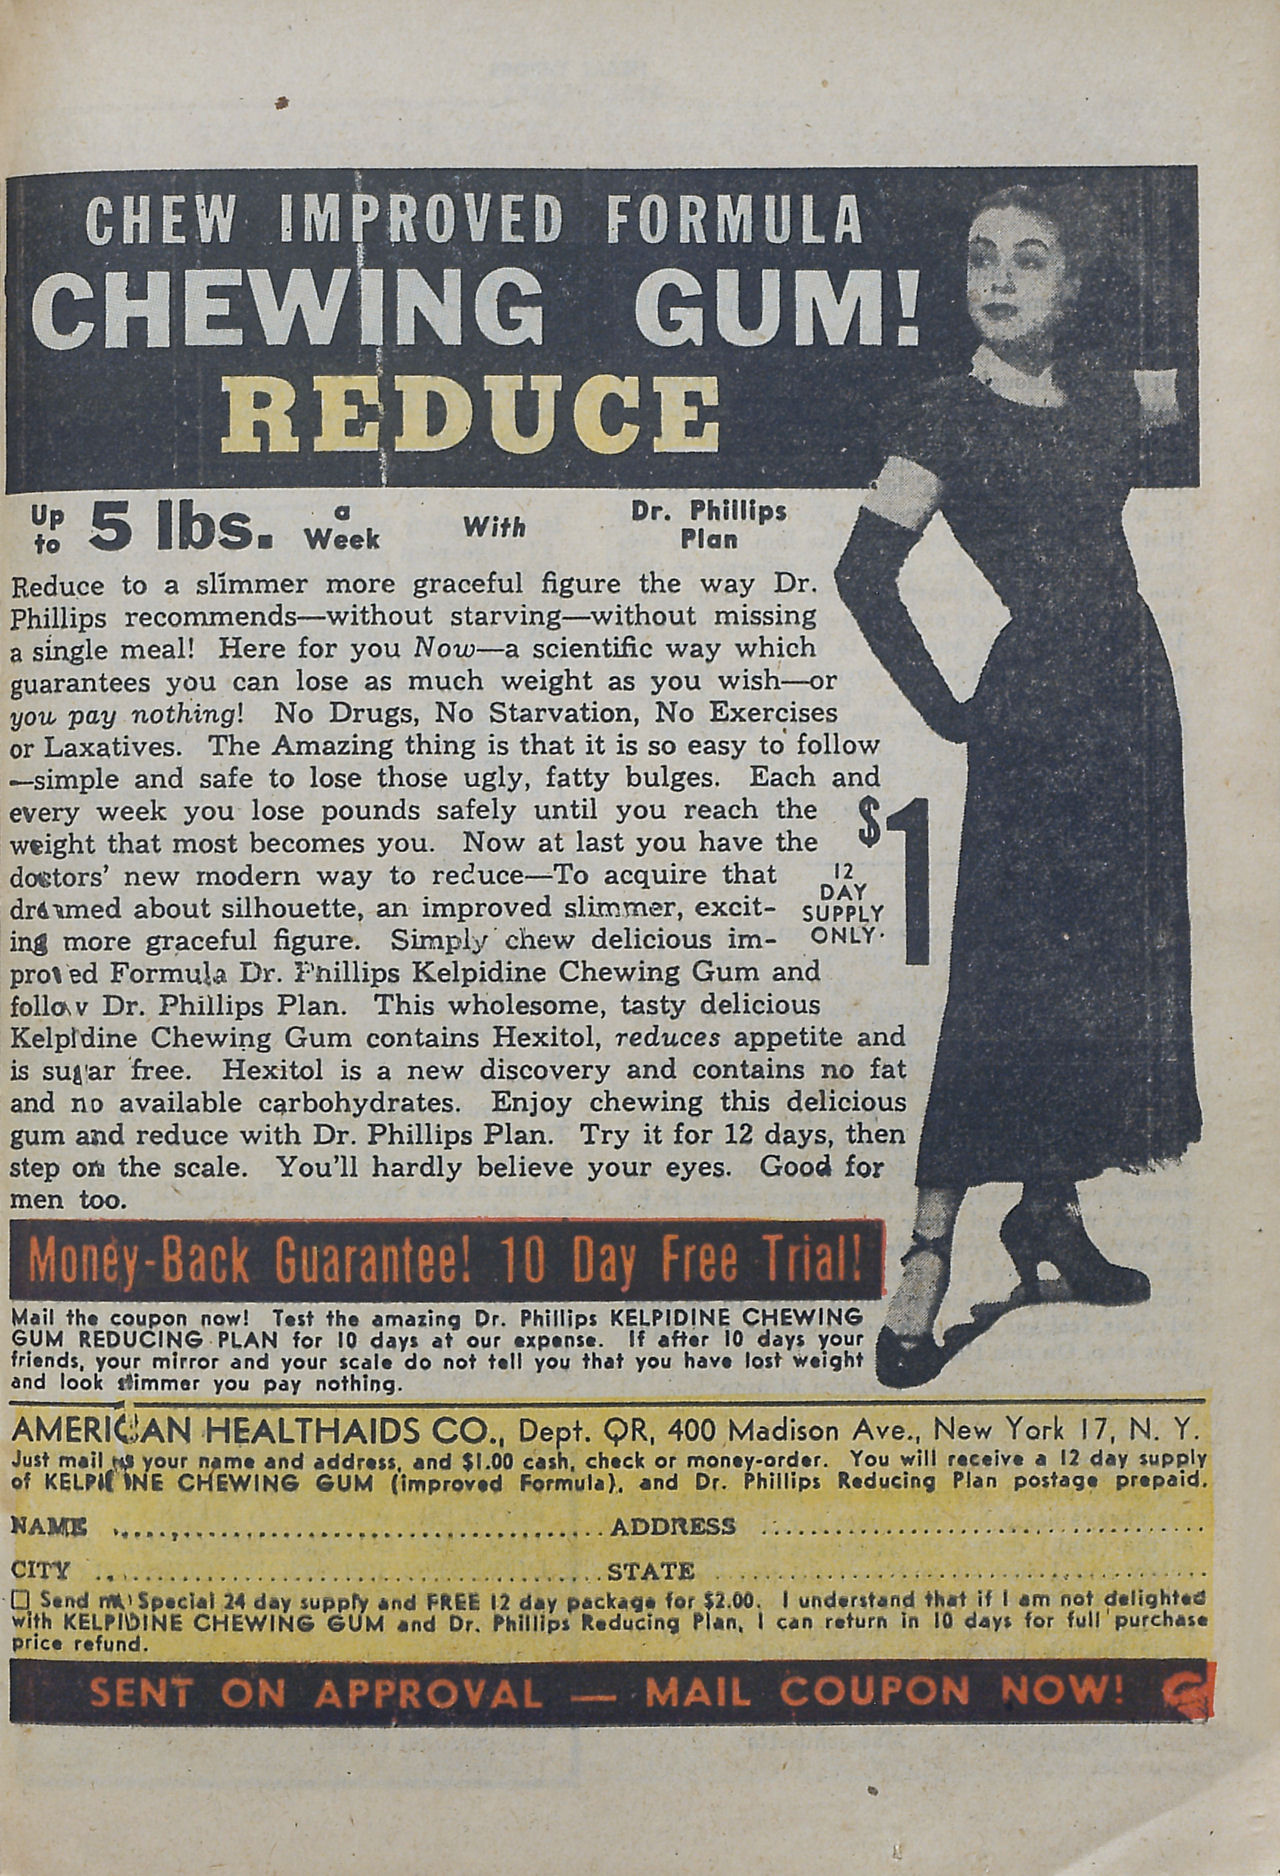 CHEW IMPROVED FORMULA
CHEWING GUM!
REDUCE
Up to 5 lbs. a Week With Dr. Phillips Plan
Reduce to a slimmer more graceful figure the way Dr.
Phillips recommends—without starving—without missing
a single meal! Here for you Now—a scientific way which
guarantees you can lose as much weight as you wish—or
you pay nothing! No Drugs, No Starvation, No Exercises
or Laxatives. The Amazing thing is that it is so easy to follow
—simple and safe to lose those ugly, fatty bulges. Each and
every week you lose pounds safely until you reach the
weight that most becomes you. Now at last you have the
doctors' new modern way to reduce—To acquire that
dreamed about silhouette, an improved slimmer, excit-
ing more graceful figure. Simply chew delicious im-
proved Formula Dr. Phillips Kelpidine Chewing Gum and
follow Dr. Phillips Plan. This wholesome, tasty delicious
Kelpidine Chewing Gum contains Hexitol, reduces appetite and
is sugar free. Hexitol is a new discovery and contains no fat
and no available carbohydrates. Enjoy chewing this delicious
gum and reduce with Dr. Phillips Plan. Try it for 12 days, then
step on the scale. You'll hardly believe your eyes. Good for
men too.
$1
12
DAY
SUPPLY
ONLY.
Money-Back Guarantee! 10 Day Free Trial!
Mail the coupon now! Test the amazing Dr. Phillips KELPIDINE CHEWING
GUM REDUCING PLAN for 10 days at our expense. If after 10 days your
friends, your mirror and your scale do not tell you that you have lost weight
and look slimmer you pay nothing.
AMERICAN HEALTHAIDS CO., Dept. QR, 400 Madison Ave., New York 17, N. Y.
Just mail us your name and address, and $1.00 cash, check or money-order. You will receive a 12 day supply
of KELPIDINE CHEWING GUM (improved Formula), and Dr. Phillips Reducing Plan postage prepaid.
NAME ........................................ ADDRESS ........................................
CITY ........................................ STATE ........................................
☐ Send me Special 24 day supply and FREE 12 day package for $2.00. I understand that if I am not delighted
with KELPIDINE CHEWING GUM and Dr. Phillips Reducing Plan, I can return in 10 days for full purchase
price refund.
SENT ON APPROVAL — MAIL COUPON NOW!